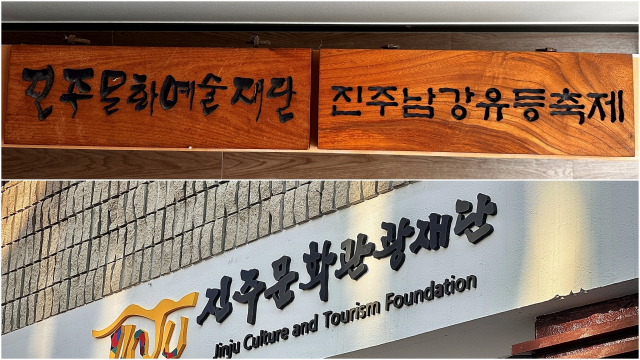 진주문화예술재단
진주남강유등축제
JINJU
진주문화관광재단
Jinju Culture and Tourism Foundation